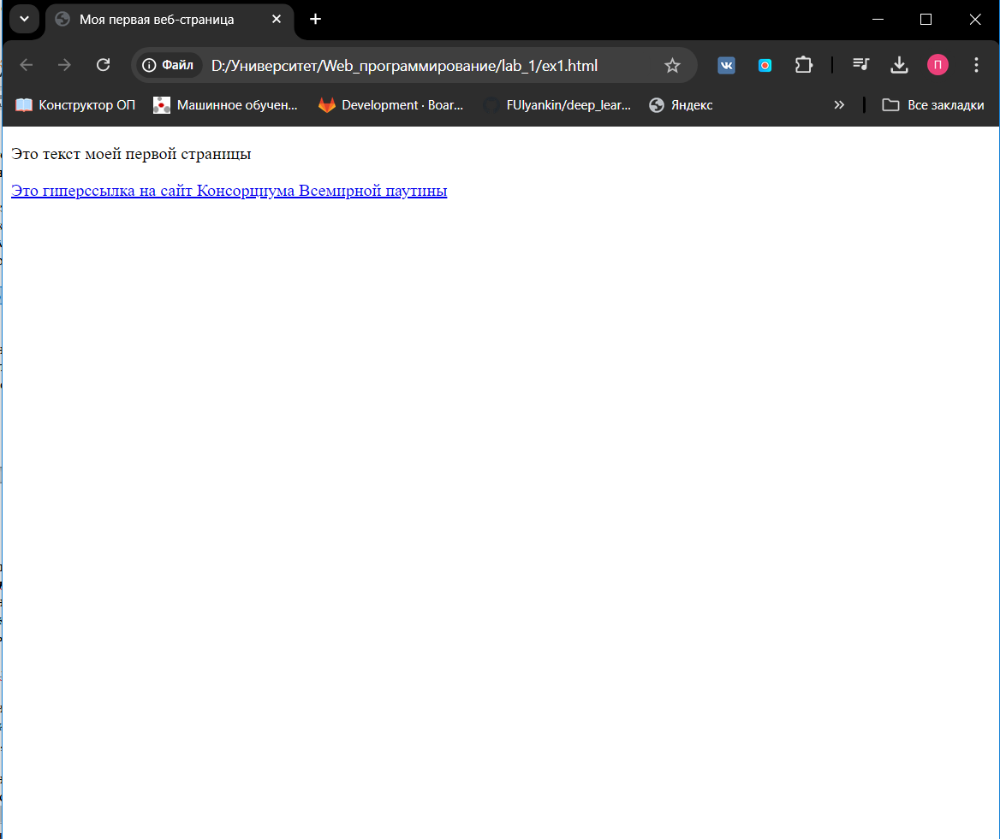 Моя первая веб-страница
Файл D:/Университет/Web_программирование/lab_1/ex1.html П
Конструктор ОП Машинное обучен... Development · Boar... FUlyankin/deep_lear... Яндекс Все закладки
Это текст моей первой страницы
Это гиперссылка на сайт Консорциума Всемирной паутины